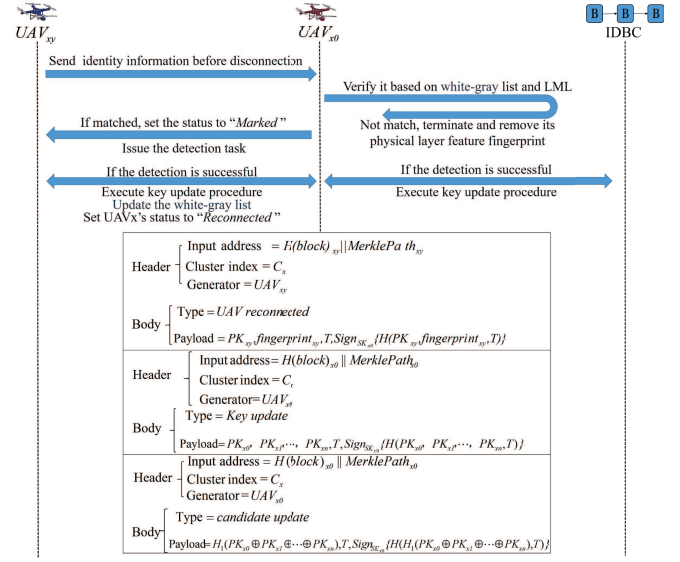 B B B
UAVxy UAVx0 IDBC
Send identity information before disconnection
Verify it based on white-gray list and LML
If matched, set the status to “Marked”
Not match, terminate and remove its
physical layer feature fingerprint
Issue the detection task
If the detection is successful
If the detection is successful
Execute key update procedure
Execute key update procedure
Update the white-gray list
Set UAVx's status to “Reconnected”
Input address = H(block)xy||MerklePathxy
Header
Cluster index = Cx
Generator = UAVxy
Type = UAV reconnected
Body
Payload = PKxy,fingerprintxy,T,SignSKx0{H(PKxy,fingerprintxy,T)}
Input address = H(block)x0 || MerklePathx0
Header
Cluster index = Cx
Generator = UAVx0
Type = Key update
Body
Payload = PKx0, PKx1,···, PKxn,T,SignSKx0{H(PKx0, PKx1,···, PKxn,T)}
Input address = H(block)x0 || MerklePathx0
Header
Cluster index = Cx
Generator = UAVx0
Type = candidate update
Body
Payload=H1(PKx0⊕PKx1⊕···⊕PKxn),T,SignSKx0{H(H1(PKx0⊕PKx1⊕···⊕PKxn),T)}